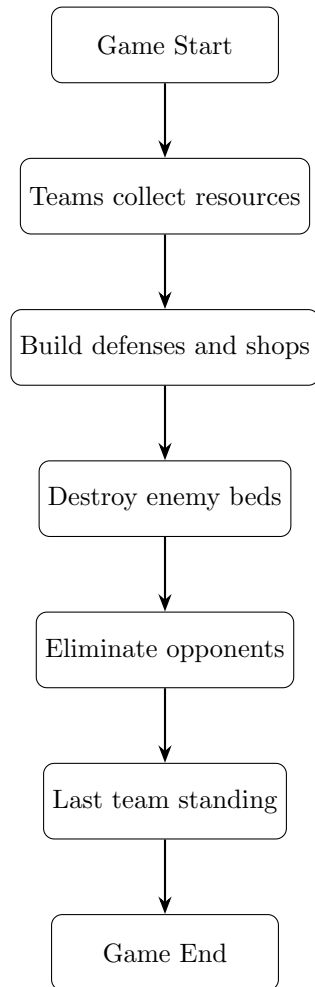 Game Start
Teams collect resources
Build defenses and shops
Destroy enemy beds
Eliminate opponents
Last team standing
Game End